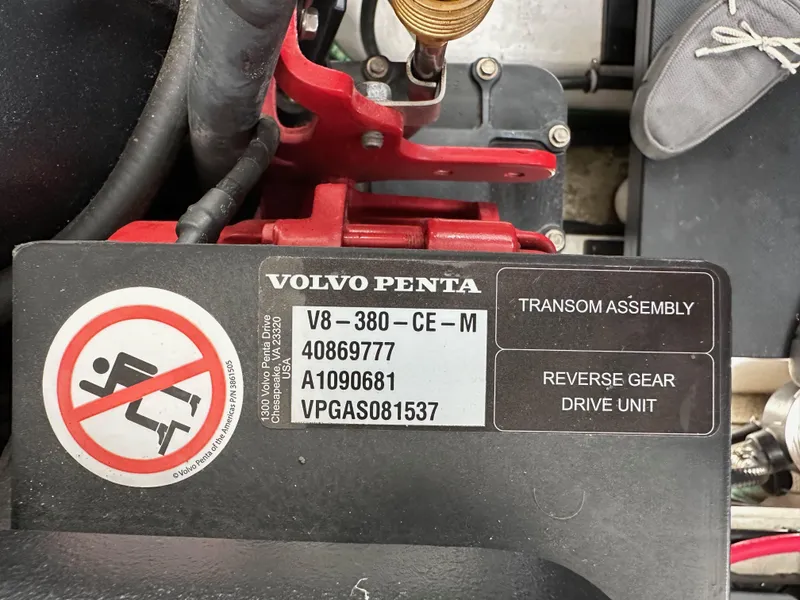 VOLVO PENTA
1300 Volvo Penta Drive
Chesapeake, VA 23320
USA
V8-380-CE-M
40869777
A1090681
VPGAS081537
TRANSOM ASSEMBLY
REVERSE GEAR
DRIVE UNIT
© Volvo Penta of the Americas P/N 3861505